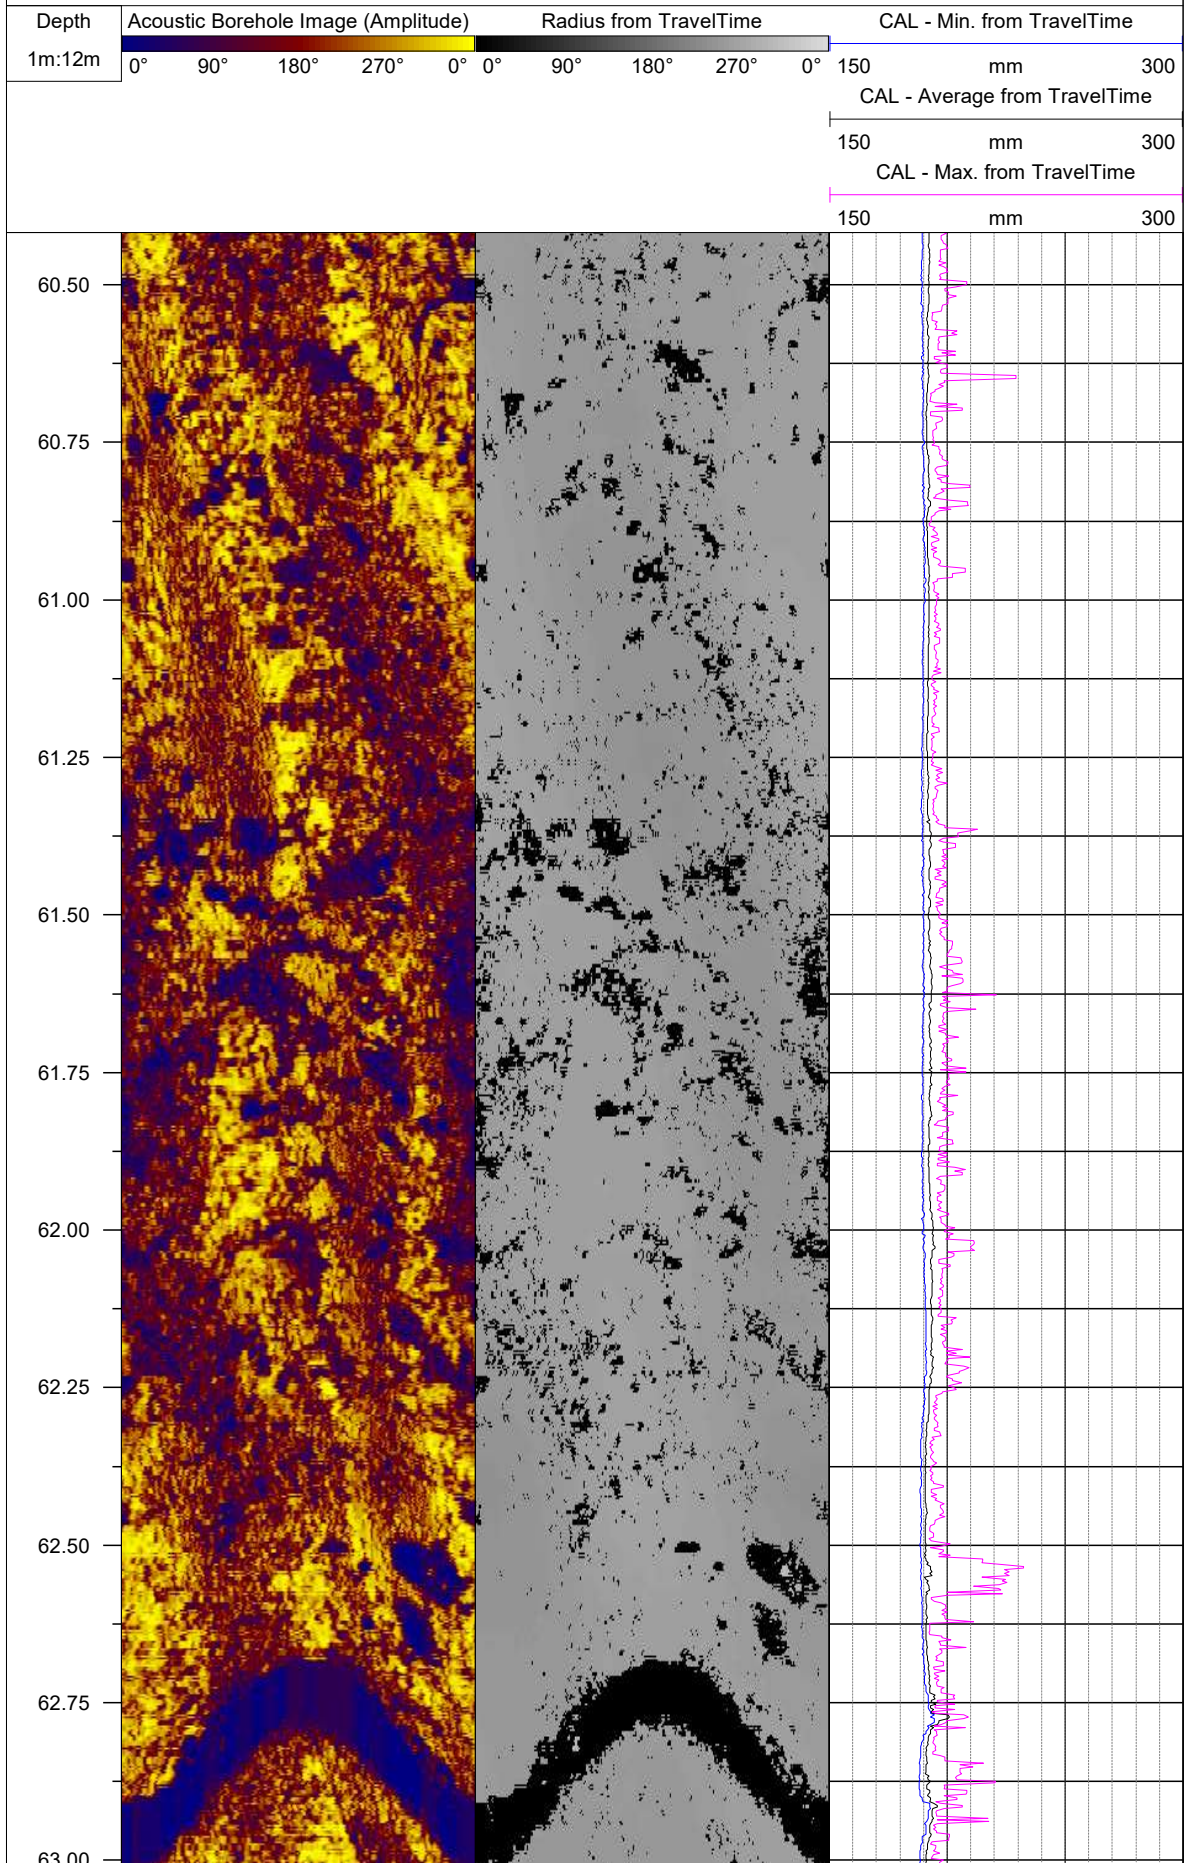 Depth
1m:12m
Acoustic Borehole Image (Amplitude)
0° 90° 180° 270° 0°
Radius from TravelTime
0° 90° 180° 270° 0°
CAL - Min. from TravelTime
150 mm 300
CAL - Average from TravelTime
150 mm 300
CAL - Max. from TravelTime
150 mm 300
60.50
60.75
61.00
61.25
61.50
61.75
62.00
62.25
62.50
62.75
63.00